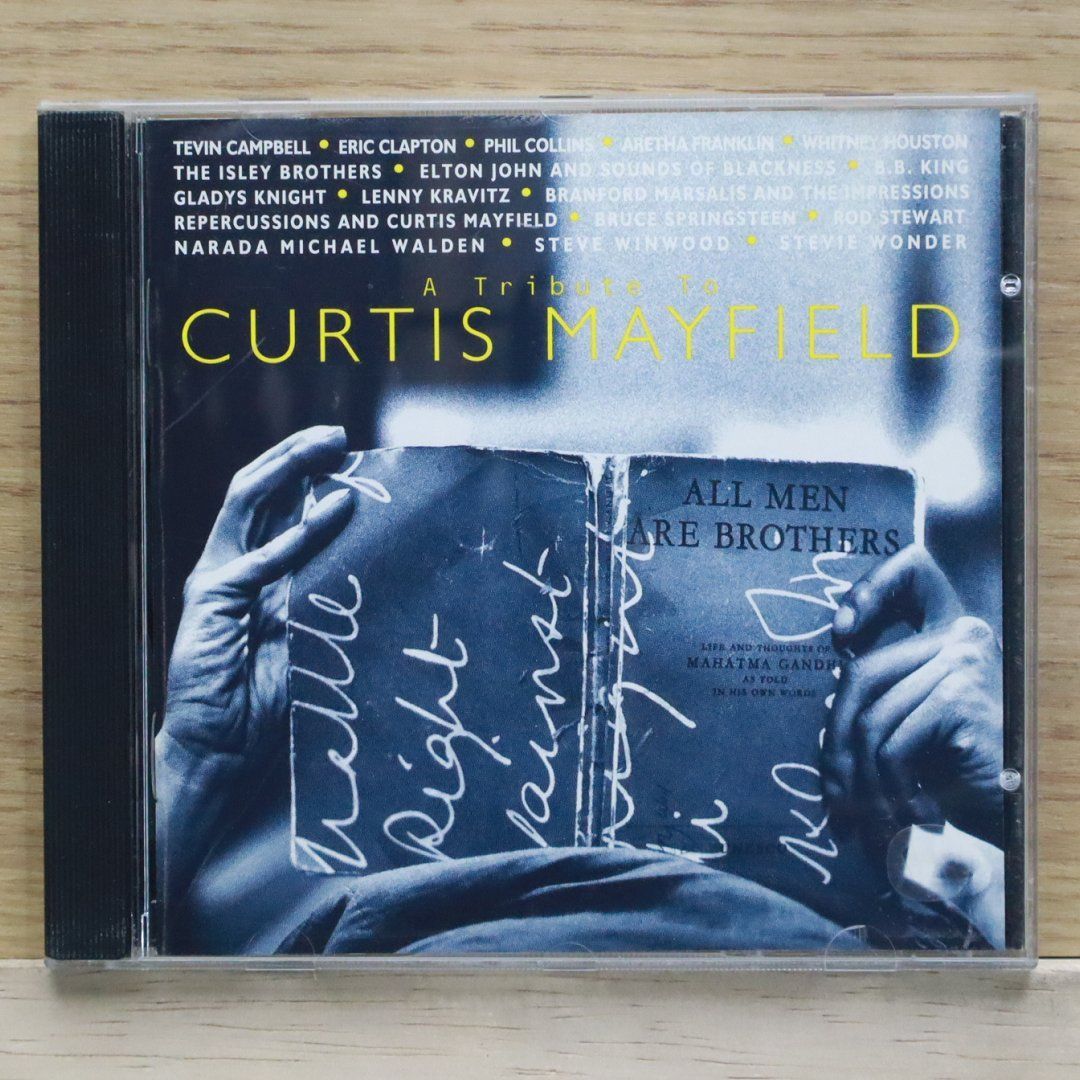 TEVIN CAMPBELL • ERIC CLAPTON • PHIL COLLINS • ARETHA FRANKLIN • WHITNEY HOUSTON
THE ISLEY BROTHERS • ELTON JOHN AND SOUNDS OF BLACKNESS • B.B. KING
GLADYS KNIGHT • LENNY KRAVITZ • BRANFORD MARSALIS AND THE IMPRESSIONS
REPERCUSSIONS AND CURTIS MAYFIELD • BRUCE SPRINGSTEEN • ROD STEWART
NARADA MICHAEL WALDEN • STEVE WINWOOD • STEVIE WONDER
A Tribute To
CURTIS MAYFIELD
ALL MEN
ARE BROTHERS
LIFE AND THOUGHTS OF
MAHATMA GANDHI
AS TOLD
IN HIS OWN WORDS
Right